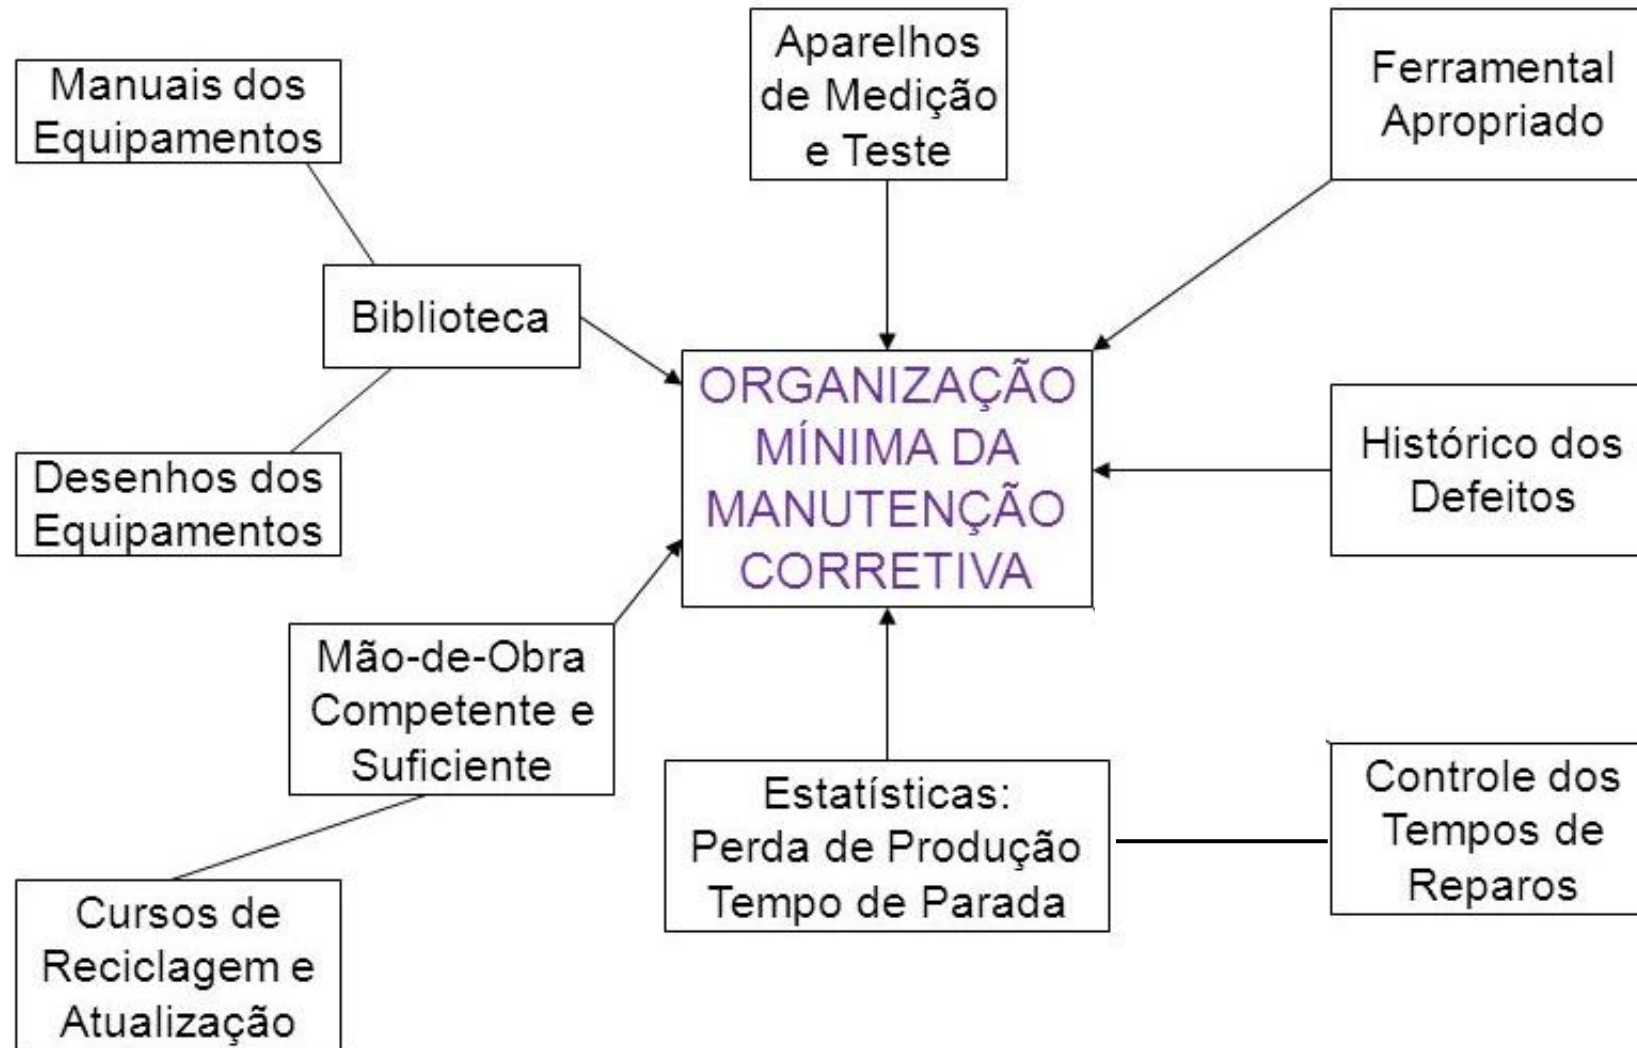 Manuais dos
Equipamentos
Aparelhos
de Medição
e Teste
Ferramental
Apropriado
Biblioteca
Desenhos dos
Equipamentos
ORGANIZAÇÃO
MÍNIMA DA
MANUTENÇÃO
CORRETIVA
Histórico dos
Defeitos
Mão-de-Obra
Competente e
Suficiente
Estatísticas:
Perda de Produção
Tempo de Parada
Controle dos
Tempos de
Reparos
Cursos de
Reciclagem e
Atualização